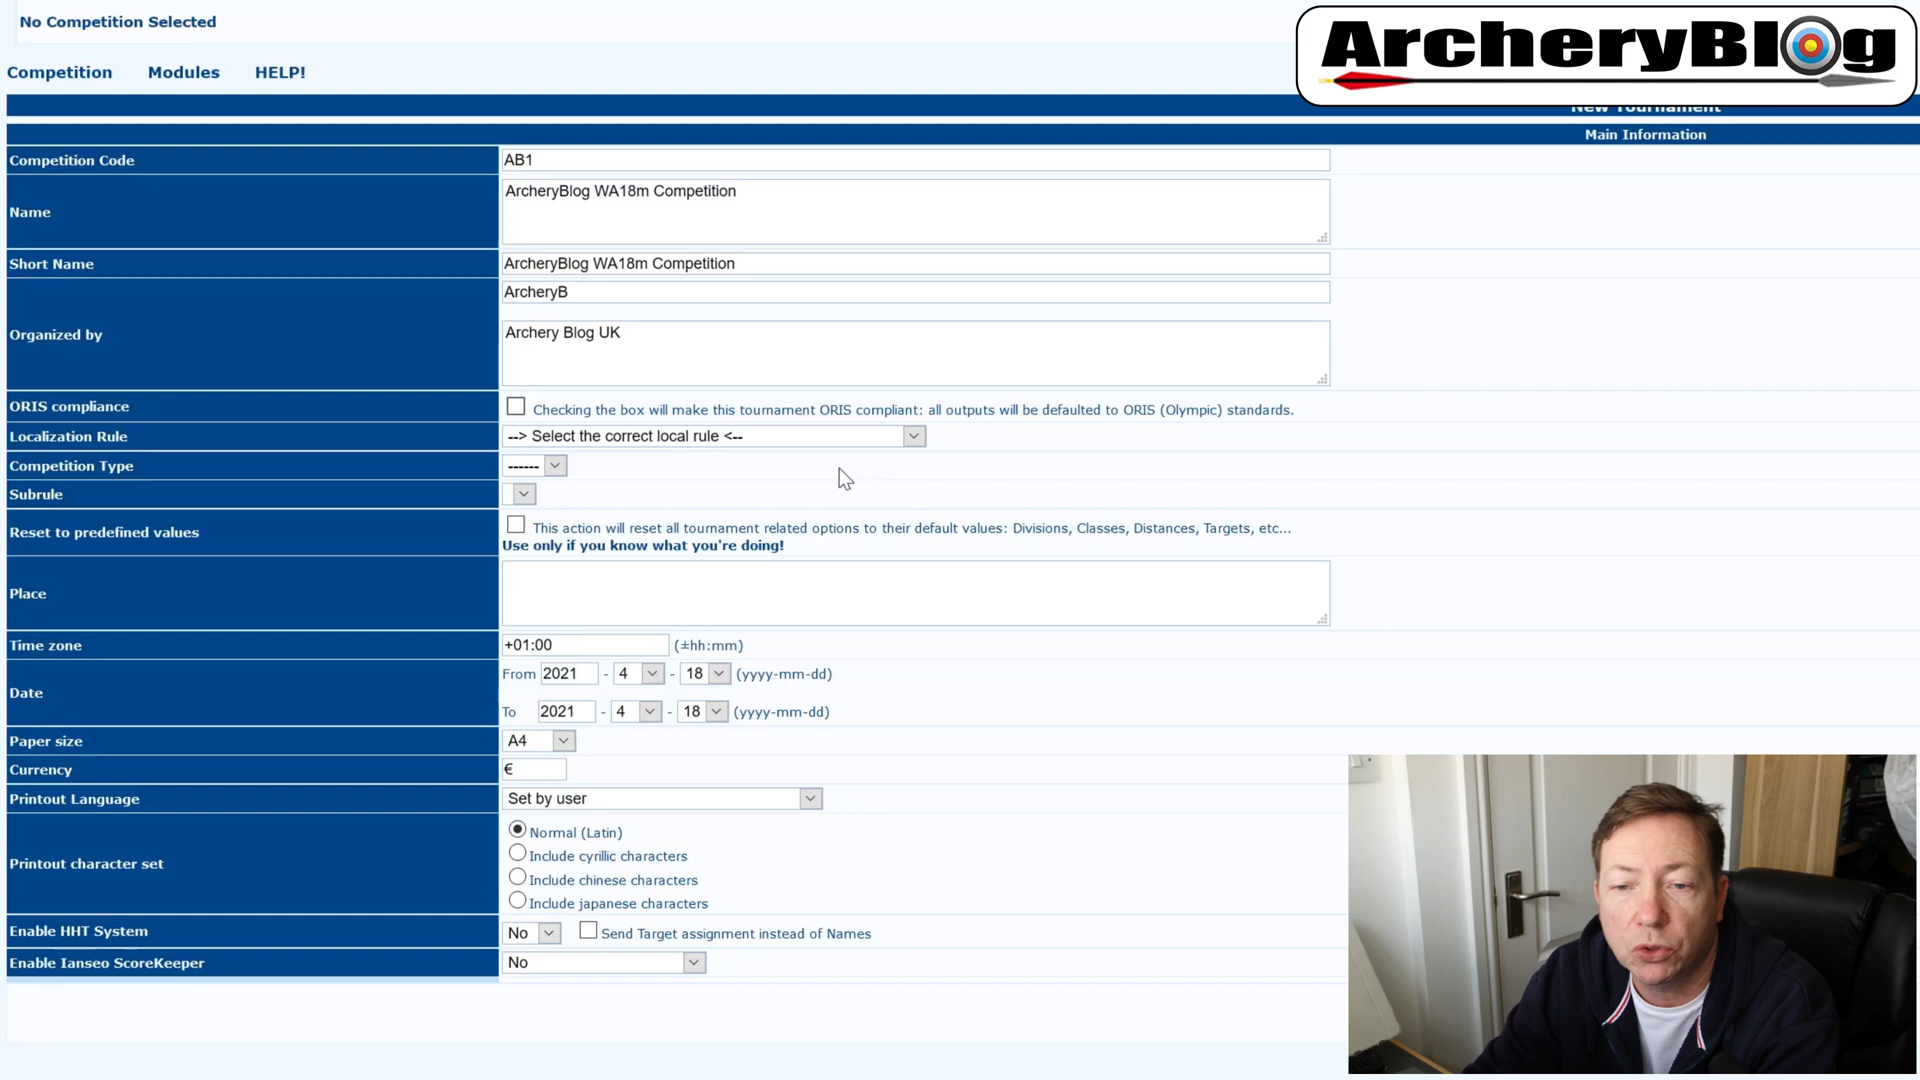 No Competition Selected
ArcheryBlog
Competition Modules HELP!
New Tournament
Main Information
Competition Code AB1
Name ArcheryBlog WA18m Competition
Short Name ArcheryBlog WA18m Competition
ArcheryB
Organized by Archery Blog UK
ORIS compliance Checking the box will make this tournament ORIS compliant: all outputs will be defaulted to ORIS (Olympic) standards.
Localization Rule --> Select the correct local rule <--
Competition Type ------
Subrule
Reset to predefined values This action will reset all tournament related options to their default values: Divisions, Classes, Distances, Targets, etc...
Use only if you know what you're doing!
Place
Time zone +01:00 (±hh:mm)
Date From 2021 - 4 - 18 (yyyy-mm-dd)
To 2021 - 4 - 18 (yyyy-mm-dd)
Paper size A4
Currency €
Printout Language Set by user
Printout character set Normal (Latin)
Include cyrillic characters
Include chinese characters
Include japanese characters
Enable HHT System No Send Target assignment instead of Names
Enable Ianseo ScoreKeeper No